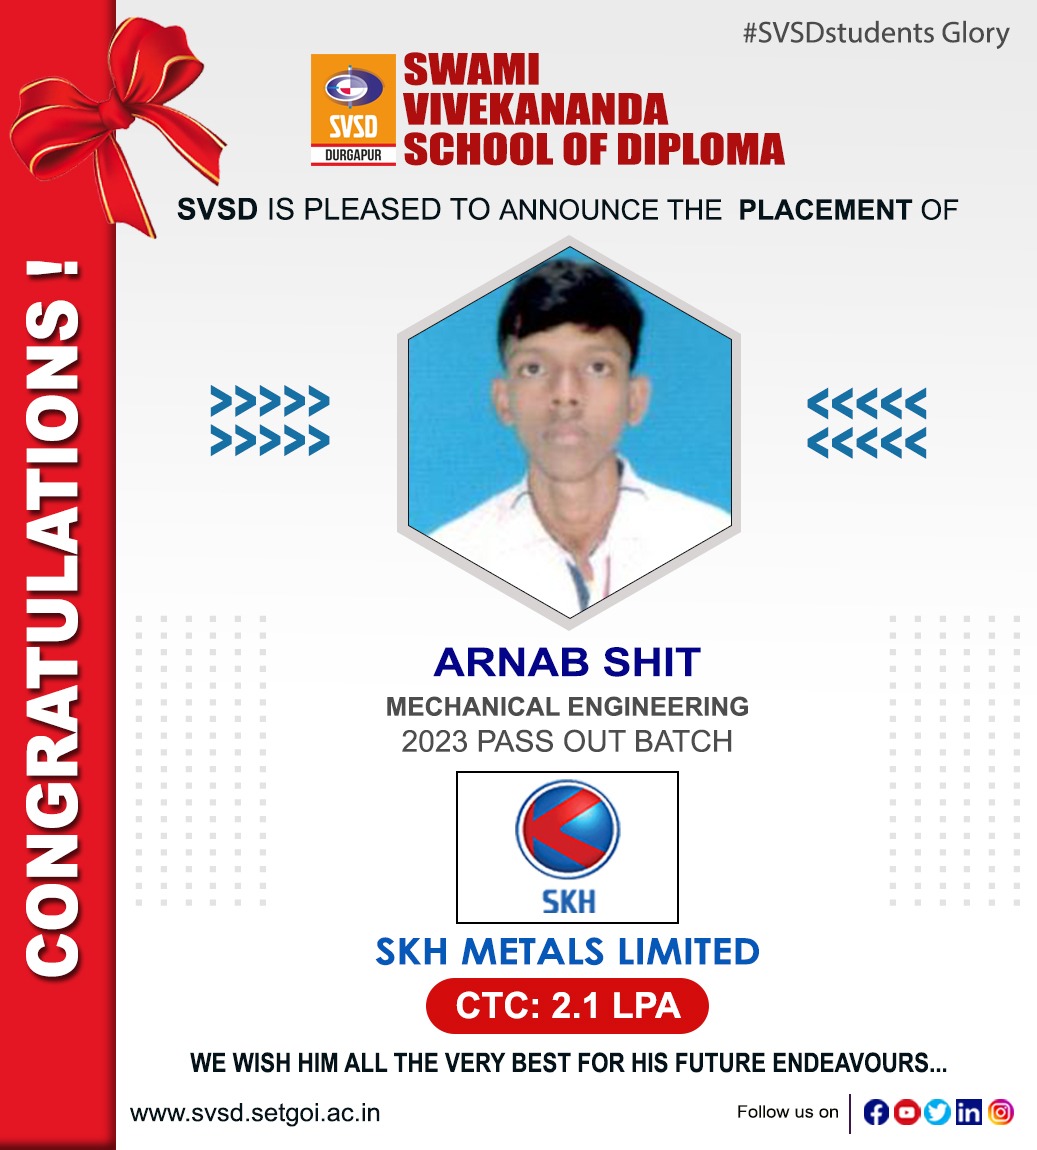 #SVSDstudents Glory
SVSD
DURGAPUR
SWAMI
VIVEKANANDA
SCHOOL OF DIPLOMA
SVSD IS PLEASED TO ANNOUNCE THE PLACEMENT OF
CONGRATULATIONS !
>>>>> <<<<<
>>>>> <<<<<
ARNAB SHIT
MECHANICAL ENGINEERING
2023 PASS OUT BATCH
SKH
SKH METALS LIMITED
CTC: 2.1 LPA
WE WISH HIM ALL THE VERY BEST FOR HIS FUTURE ENDEAVOURS...
www.svsd.setgoi.ac.in
Follow us on